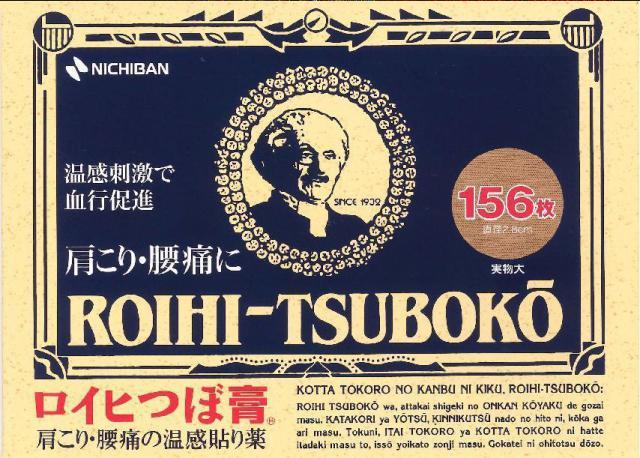 NICHIBAN
温感刺激で
血行促進
SINCE 1932
156枚
直径2.8cm
実物大
肩こり・腰痛に
ROIHI-TSUBOKŌ
ロイヒつぼ膏®
肩こり・腰痛の温感貼り薬
KOTTA TOKORO NO KANBU NI KIKU, ROIHI-TSUBOKŌ:
ROIHI TSUBOKŌ wa, attakai shigeki no ONKAN KŌYAKU de gozai
masu. KATAKORI ya YŌTSŪ, KINNIKUTSŪ nado no hito ni, kōka ga
ari masu. Tokuni, ITAI TOKORO ya KOTTA TOKORO ni hatte
itadaki masu to, issō yoikato zonji masu. Gokatei ni ohitotsu dōzo.